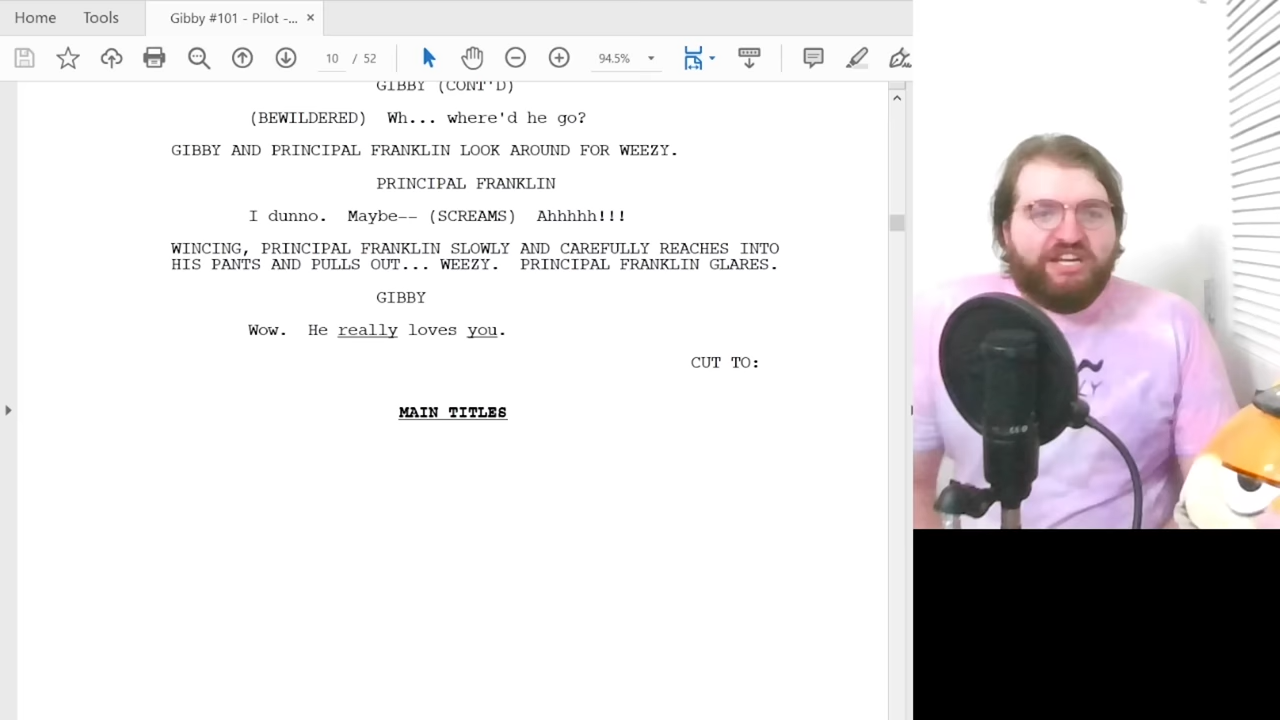 Home Tools Gibby #101 - Pilot -... ×
10 / 52 94.5%
GIBBY (CONT'D)
(BEWILDERED) Wh... where'd he go?
GIBBY AND PRINCIPAL FRANKLIN LOOK AROUND FOR WEEZY.
PRINCIPAL FRANKLIN
I dunno. Maybe-- (SCREAMS) Ahhhhh!!!
WINCING, PRINCIPAL FRANKLIN SLOWLY AND CAREFULLY REACHES INTO
HIS PANTS AND PULLS OUT... WEEZY. PRINCIPAL FRANKLIN GLARES.
GIBBY
Wow. He really loves you.
CUT TO:
MAIN TITLES